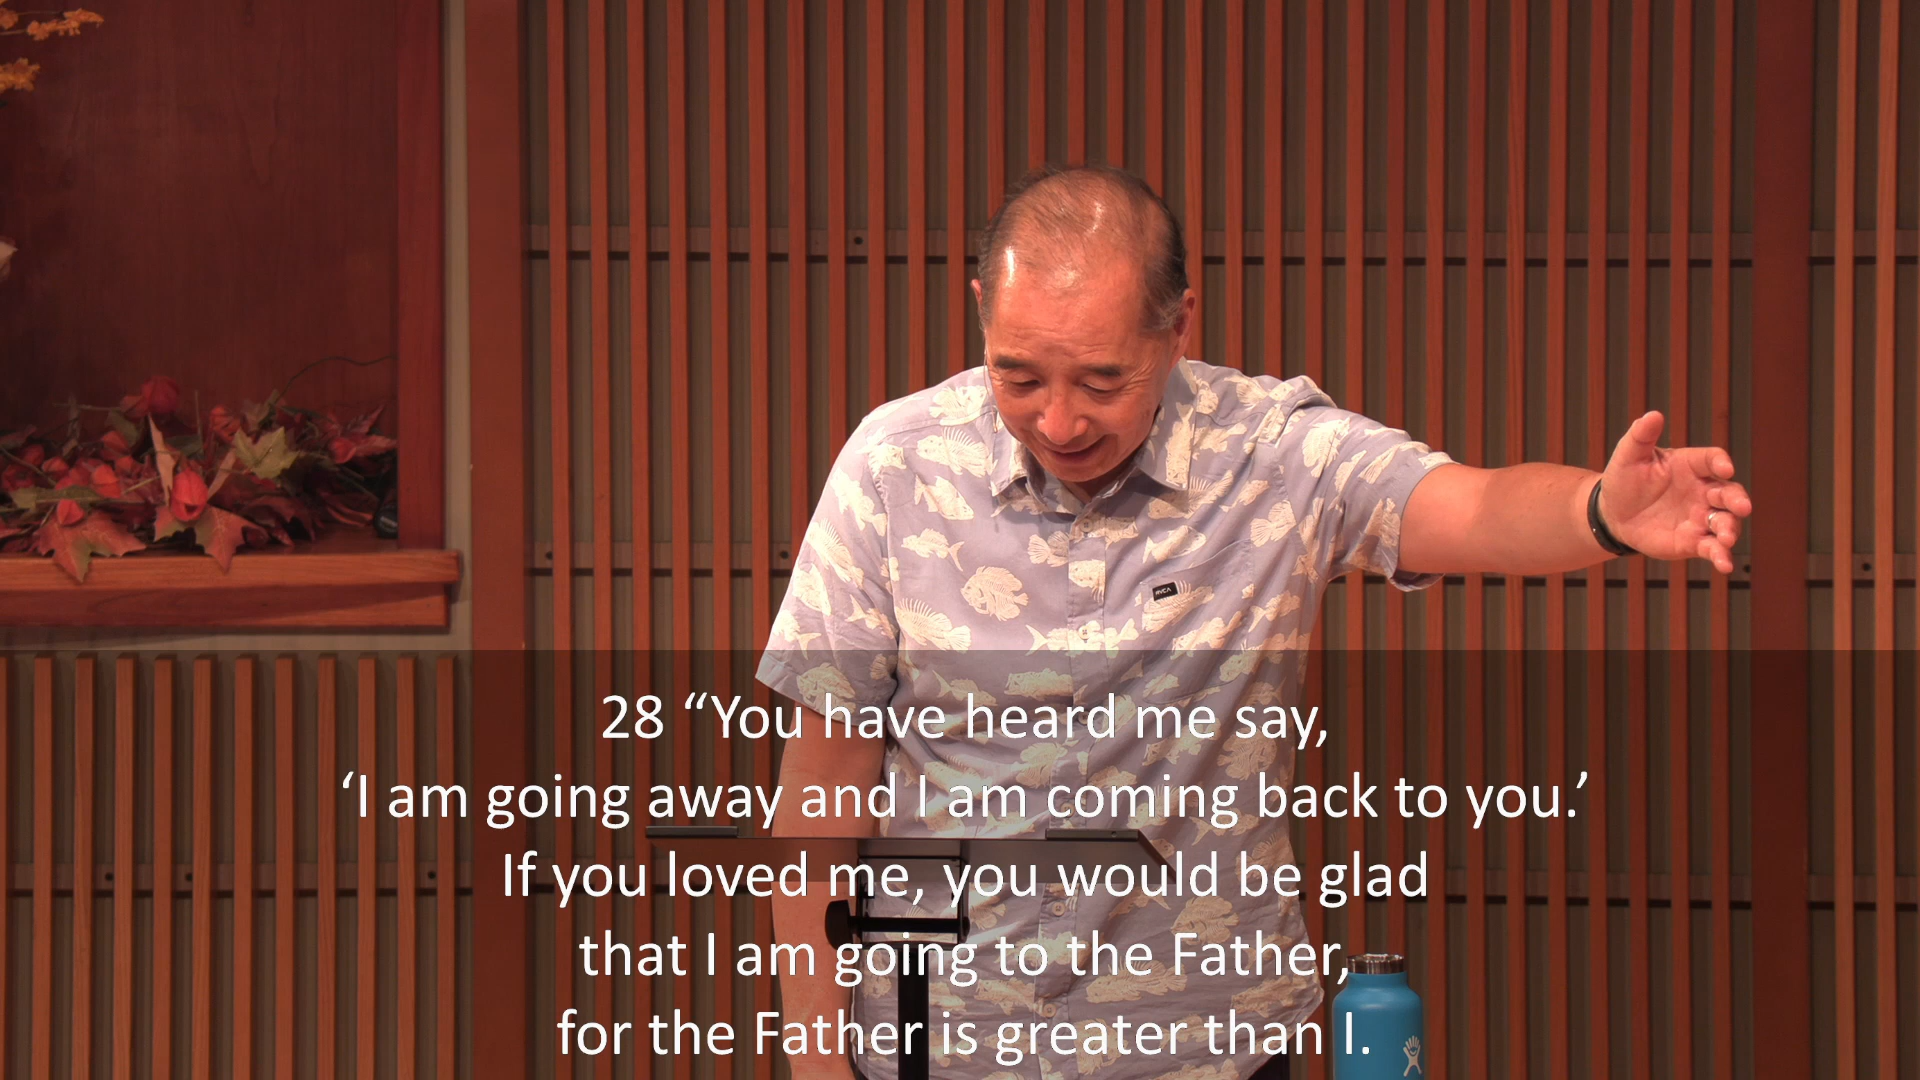 RVCA
28 “You have heard me say,
‘I am going away and I am coming back to you.’
If you loved me, you would be glad
that I am going to the Father,
for the Father is greater than I.